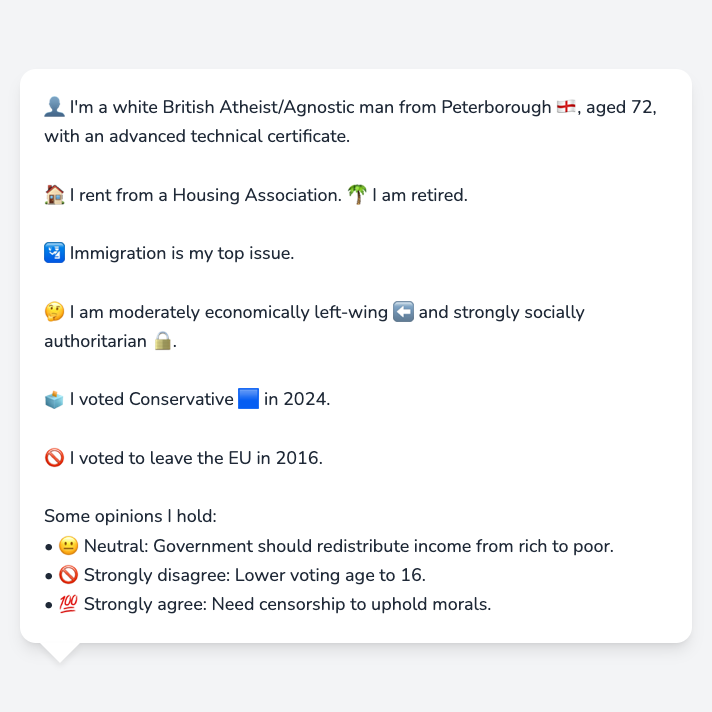 👤 I'm a white British Atheist/Agnostic man from Peterborough 🏴󠁧󠁢󠁥󠁮󠁧󠁿, aged 72,
with an advanced technical certificate.
🏠 I rent from a Housing Association. 🌴 I am retired.
🛂 Immigration is my top issue.
🤔 I am moderately economically left-wing ⬅️ and strongly socially
authoritarian 🔒.
🗳️ I voted Conservative 🟦 in 2024.
🚫 I voted to leave the EU in 2016.
Some opinions I hold:
• 😐 Neutral: Government should redistribute income from rich to poor.
• 🚫 Strongly disagree: Lower voting age to 16.
• 💯 Strongly agree: Need censorship to uphold morals.